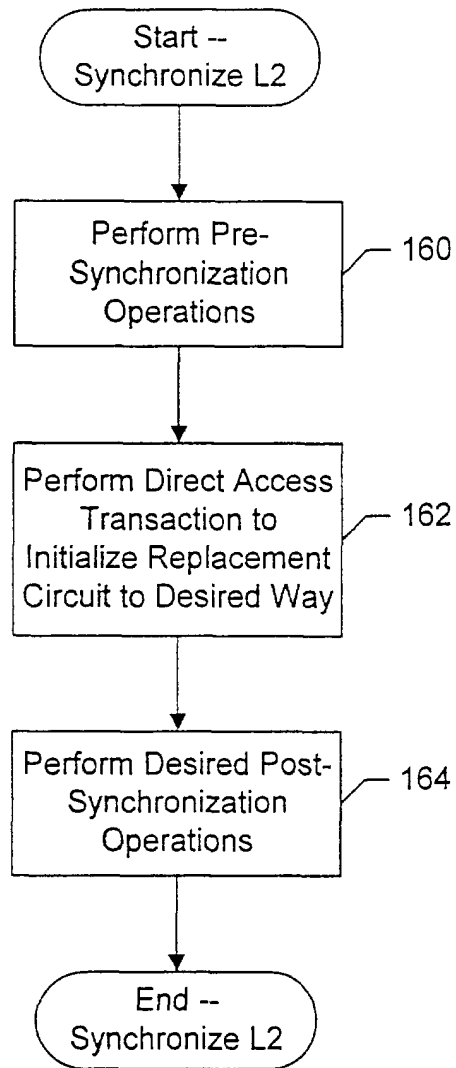 Start --
Synchronize L2
Perform Pre-
Synchronization
Operations
160
Perform Direct Access
Transaction to
Initialize Replacement
Circuit to Desired Way
162
Perform Desired Post-
Synchronization
Operations
164
End --
Synchronize L2